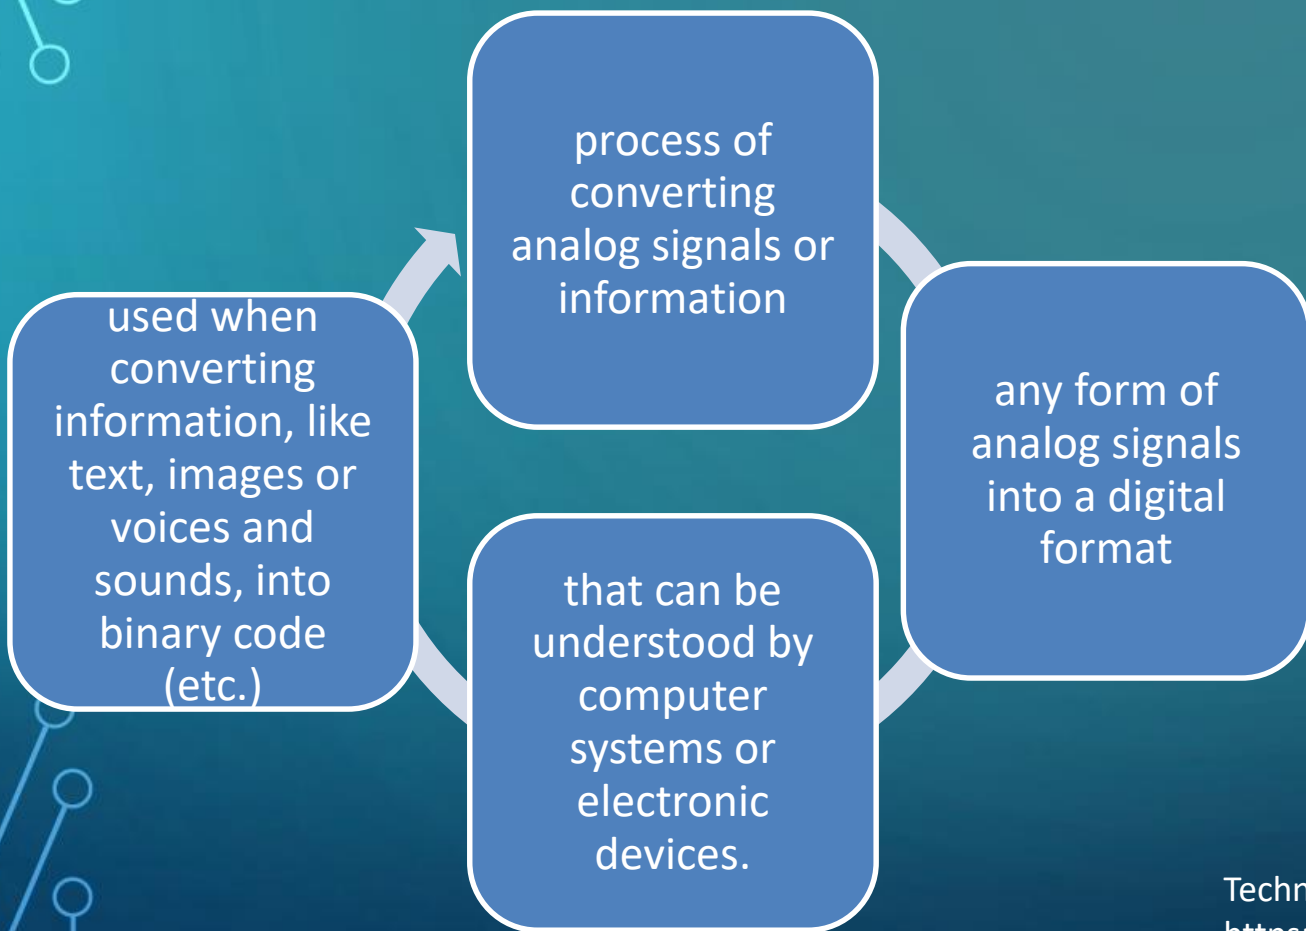 process of
converting
analog signals or
information
any form of
analog signals
into a digital
format
that can be
understood by
computer
systems or
electronic
devices.
used when
converting
information, like
text, images or
voices and
sounds, into
binary code
(etc.)